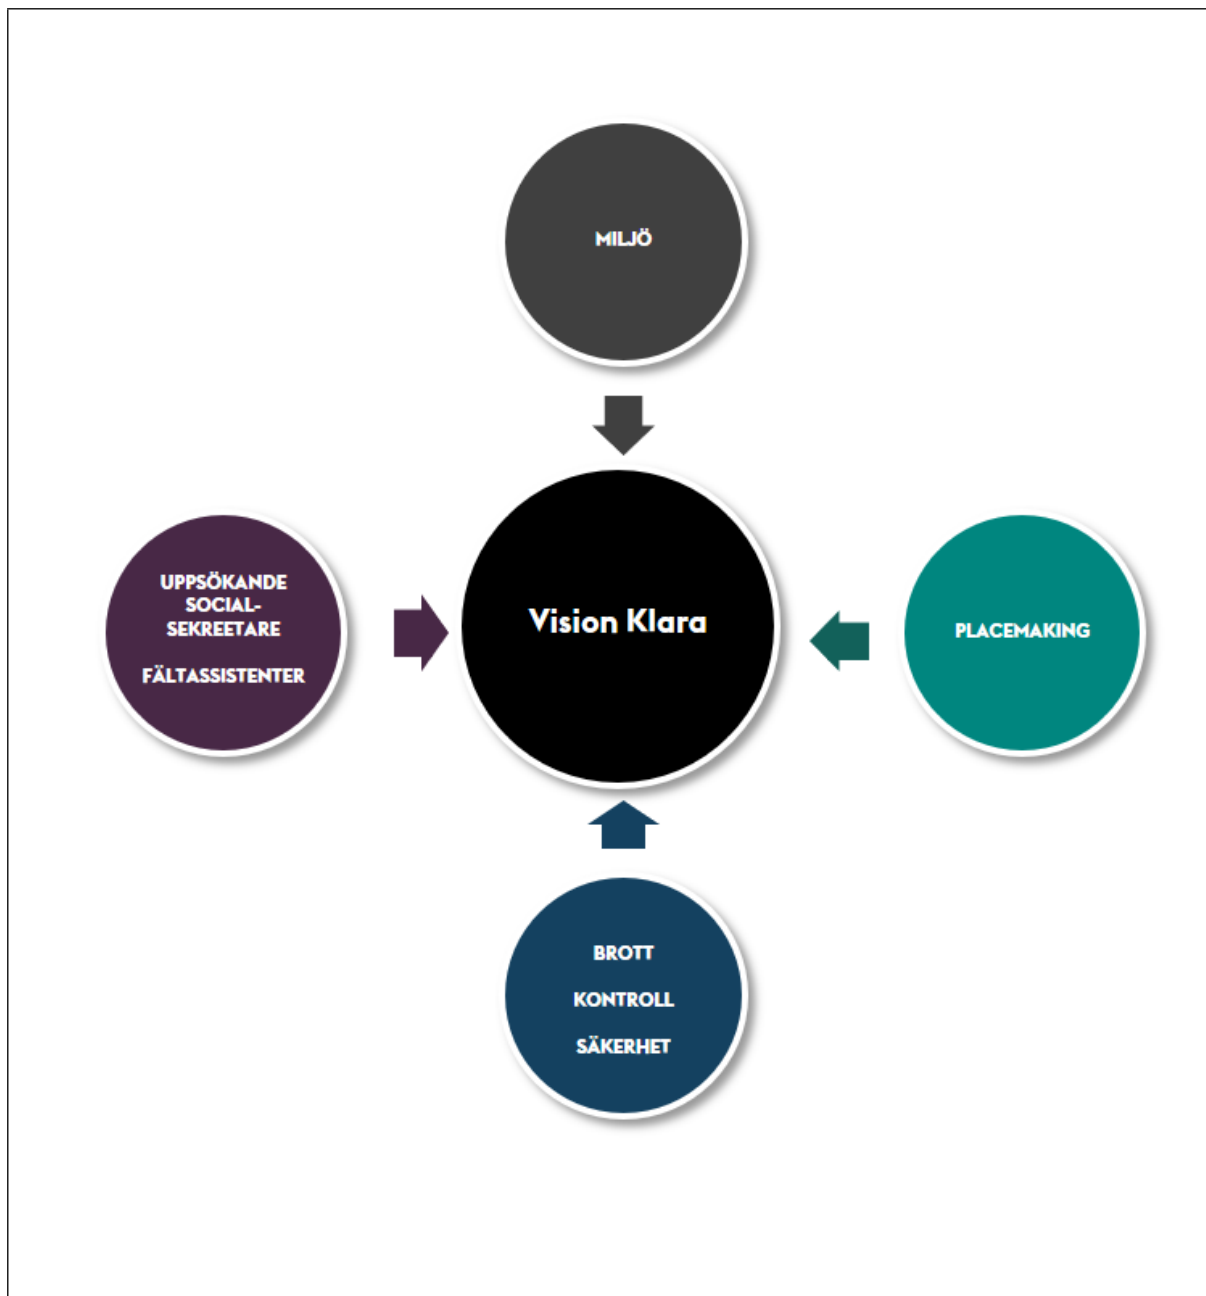 MILJÖ
UPPSÖKANDE
SOCIAL-
SEKREETARE
FÄLTASSISTENTER
Vision Klara
PLACEMAKING
BROTT
KONTROLL
SÄKERHET